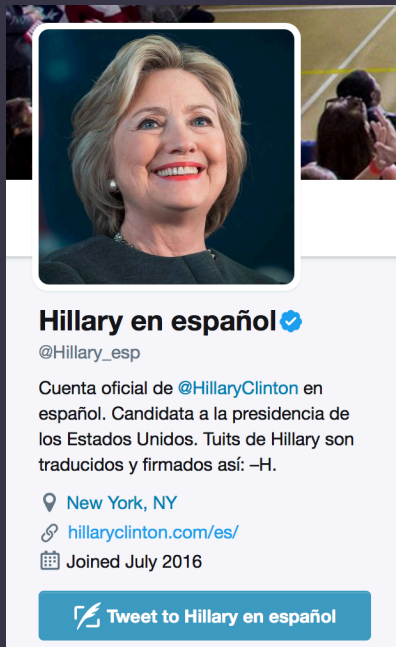 Hillary en español
@Hillary_esp
Cuenta oficial de @HillaryClinton en
español. Candidata a la presidencia de
los Estados Unidos. Tuits de Hillary son
traducidos y firmados así: –H.
New York, NY
hillaryclinton.com/es/
Joined July 2016
Tweet to Hillary en español